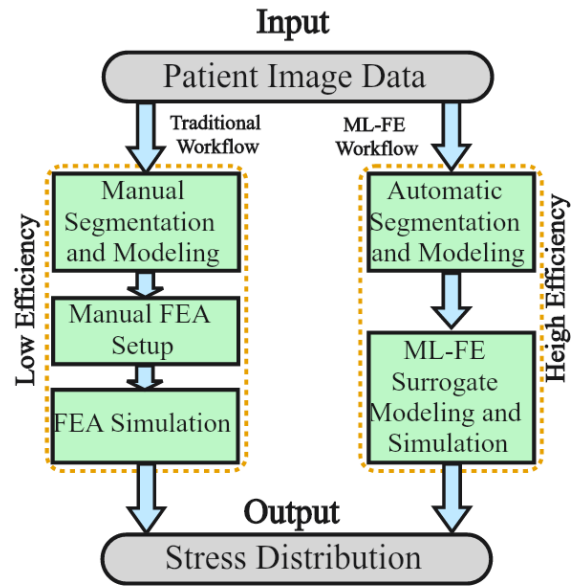 Input
Patient Image Data
Traditional
Workflow
ML-FE
Workflow
Low Efficiency
Manual
Segmentation
and Modeling
Manual FEA
Setup
FEA Simulation
Automatic
Segmentation
and Modeling
ML-FE
Surrogate
Modeling and
Simulation
Heigh Efficiency
Output
Stress Distribution